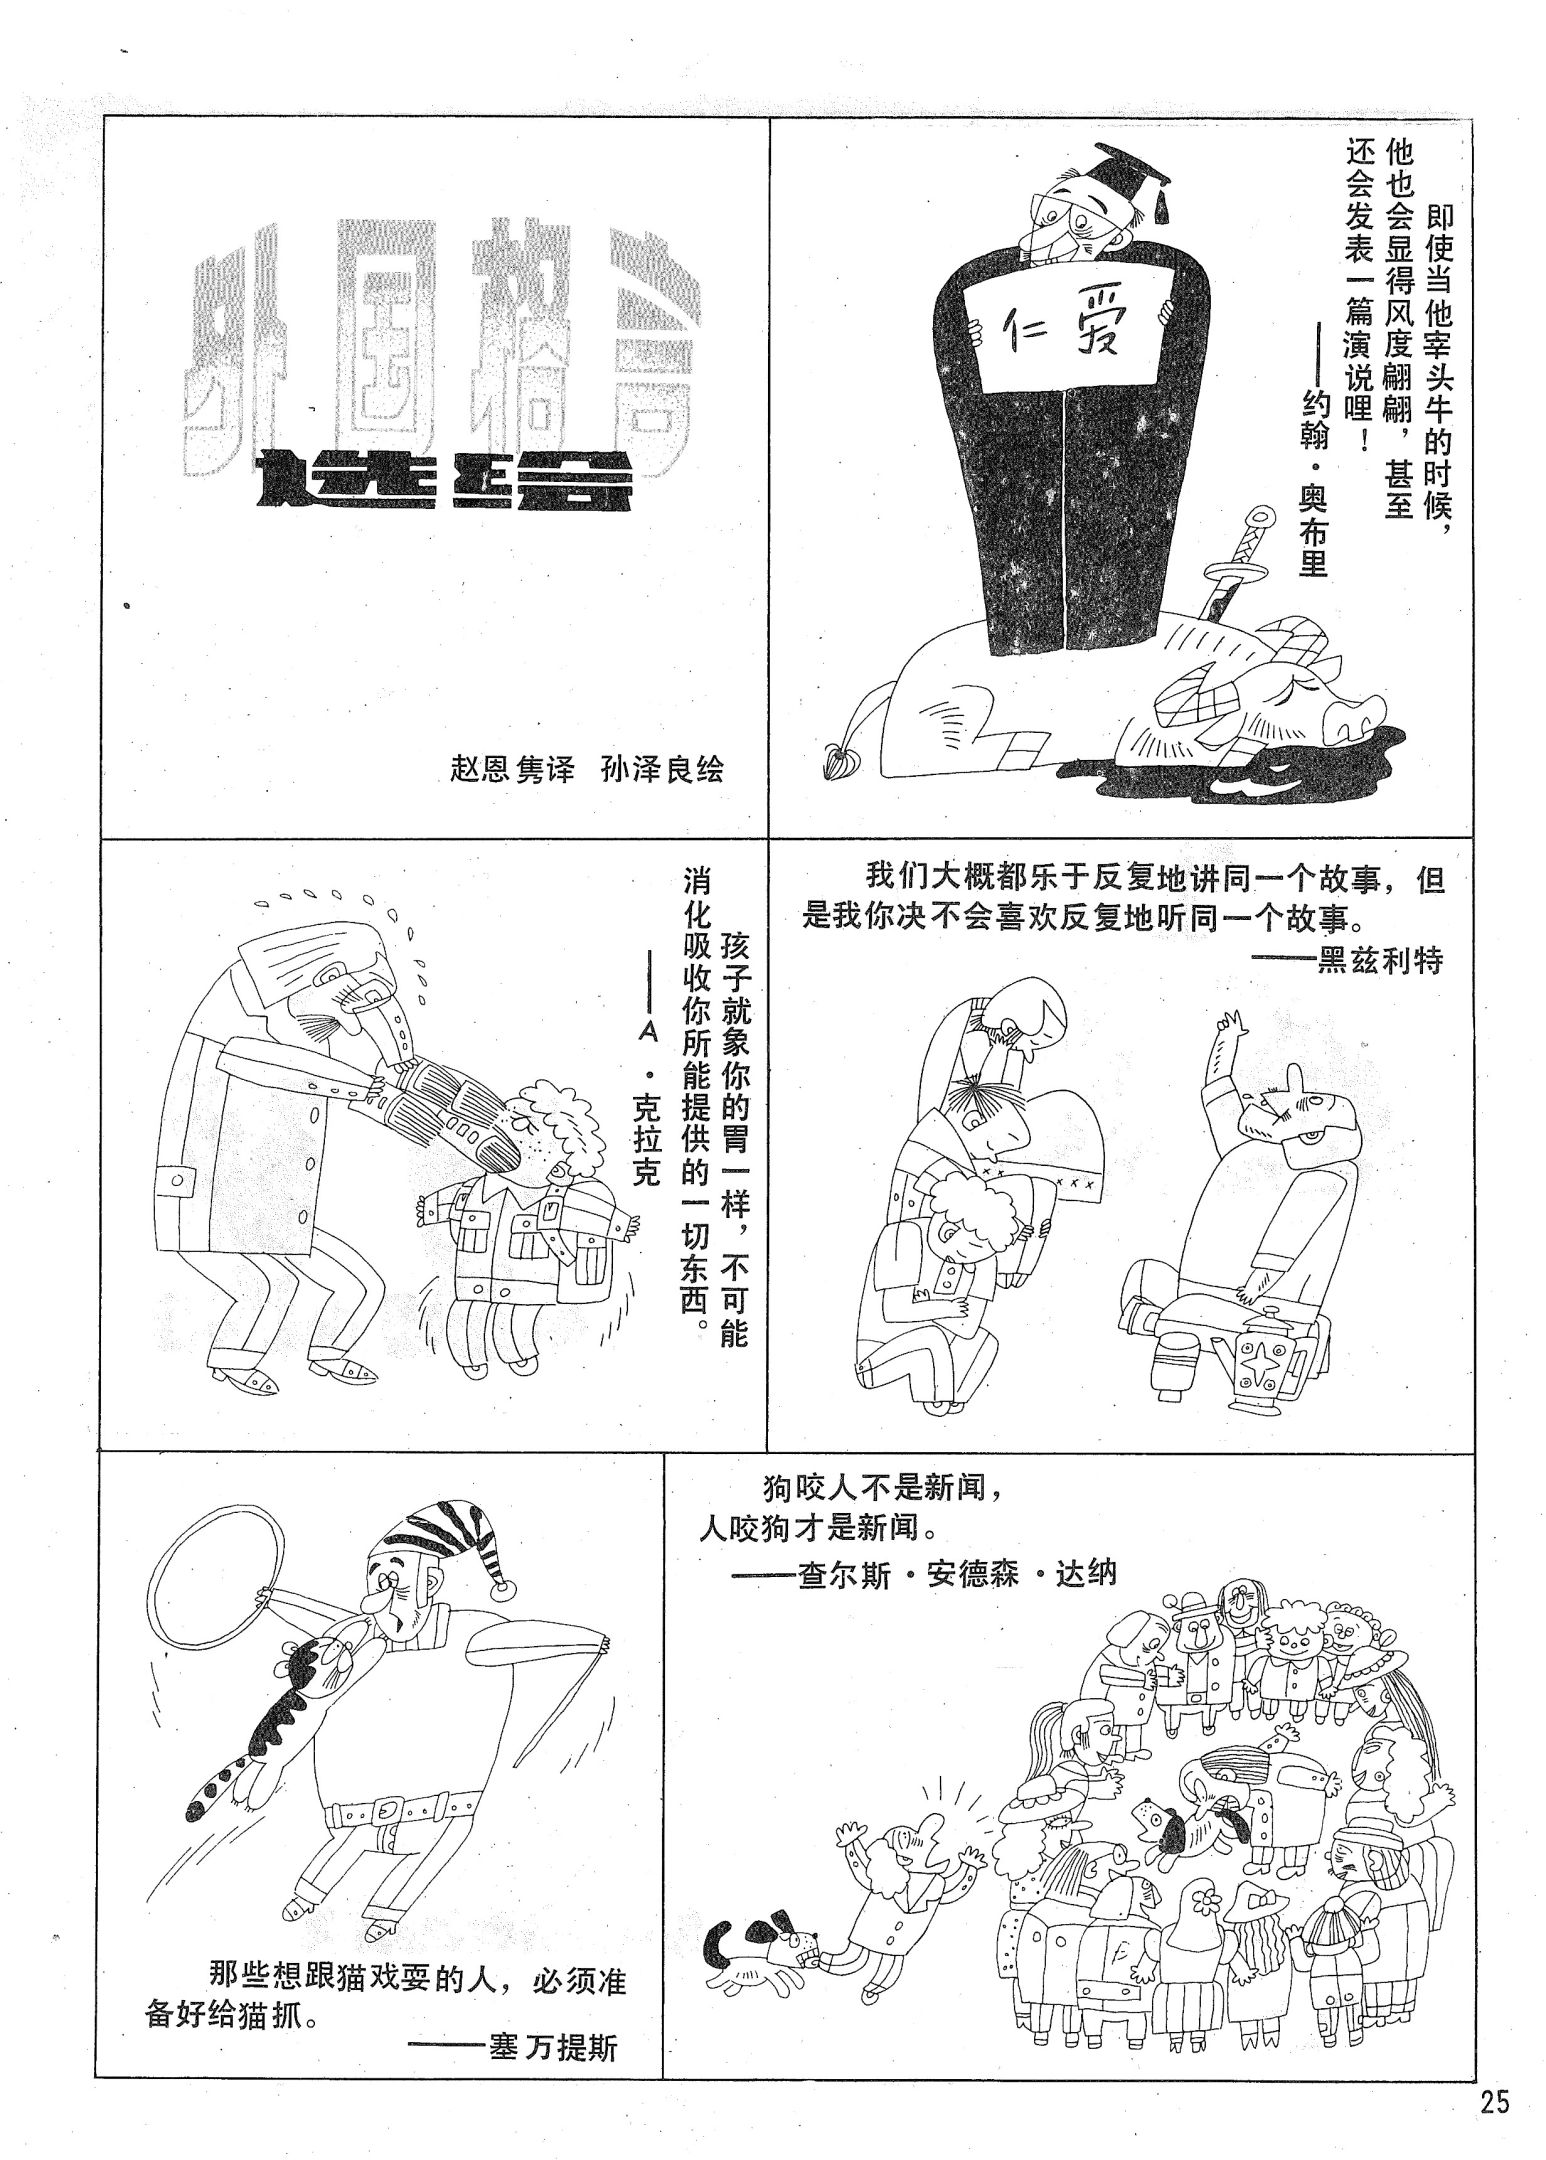 外国格言
选绘
赵恩隽译 孙泽良绘
即使当他宰头牛的时候，
他也会显得风度翩翩，甚至
还会发表一篇演说哩！
——约翰·奥布里
仁爱
孩子就象你的胃一样，不可能
消化吸收你所能提供的一切东西。
——A·克拉克
我们大概都乐于反复地讲同一个故事，但
是我你决不会喜欢反复地听同一个故事。
——黑兹利特
那些想跟猫戏耍的人，必须准
备好给猫抓。
——塞万提斯
狗咬人不是新闻，
人咬狗才是新闻。
——查尔斯·安德森·达纳
25